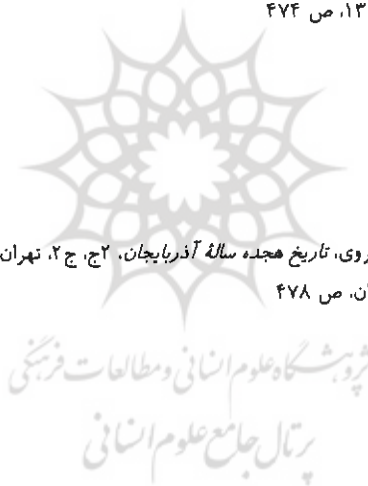 ۱۳، ص ۴۷۴
روی، تاریخ هجده سالهٔ آذربایجان، ۲ج، ج۲، تهران
ن، ص ۴۷۸
پژوهشگاه علوم انسانی و مطالعات فرهنگی
پرتال جامع علوم انسانی